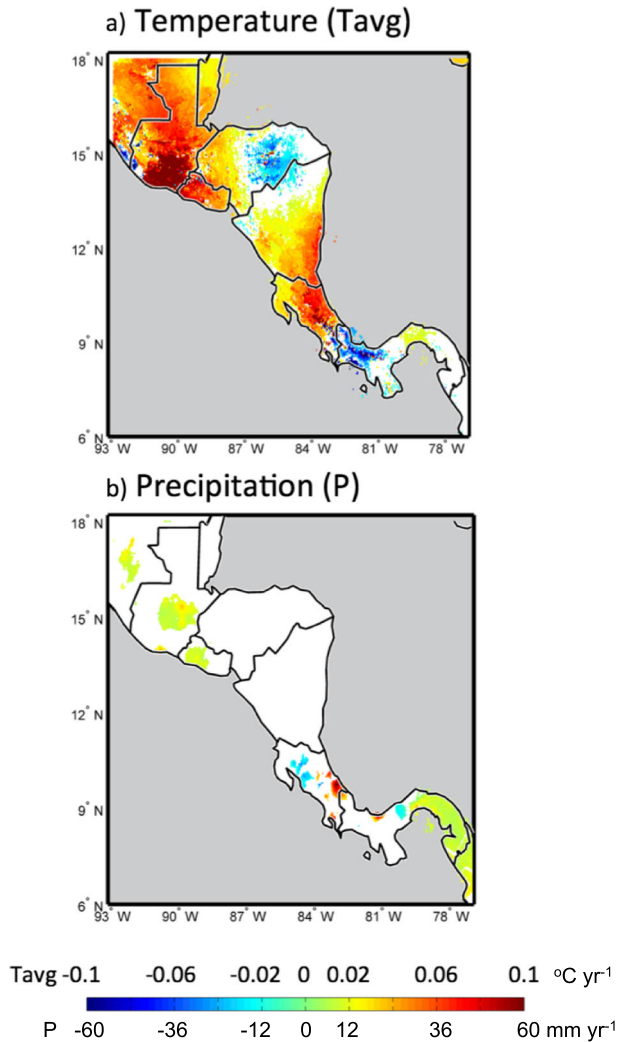 a) Temperature (Tavg)
18° N
15° N
12° N
9° N
6° N
93° W 90° W 87° W 84° W 81° W 78° W
b) Precipitation (P)
18° N
15° N
12° N
9° N
6° N
93° W 90° W 87° W 84° W 81° W 78° W
Tavg -0.1 -0.06 -0.02 0 0.02 0.06 0.1 °C yr⁻¹
P -60 -36 -12 0 12 36 60 mm yr⁻¹